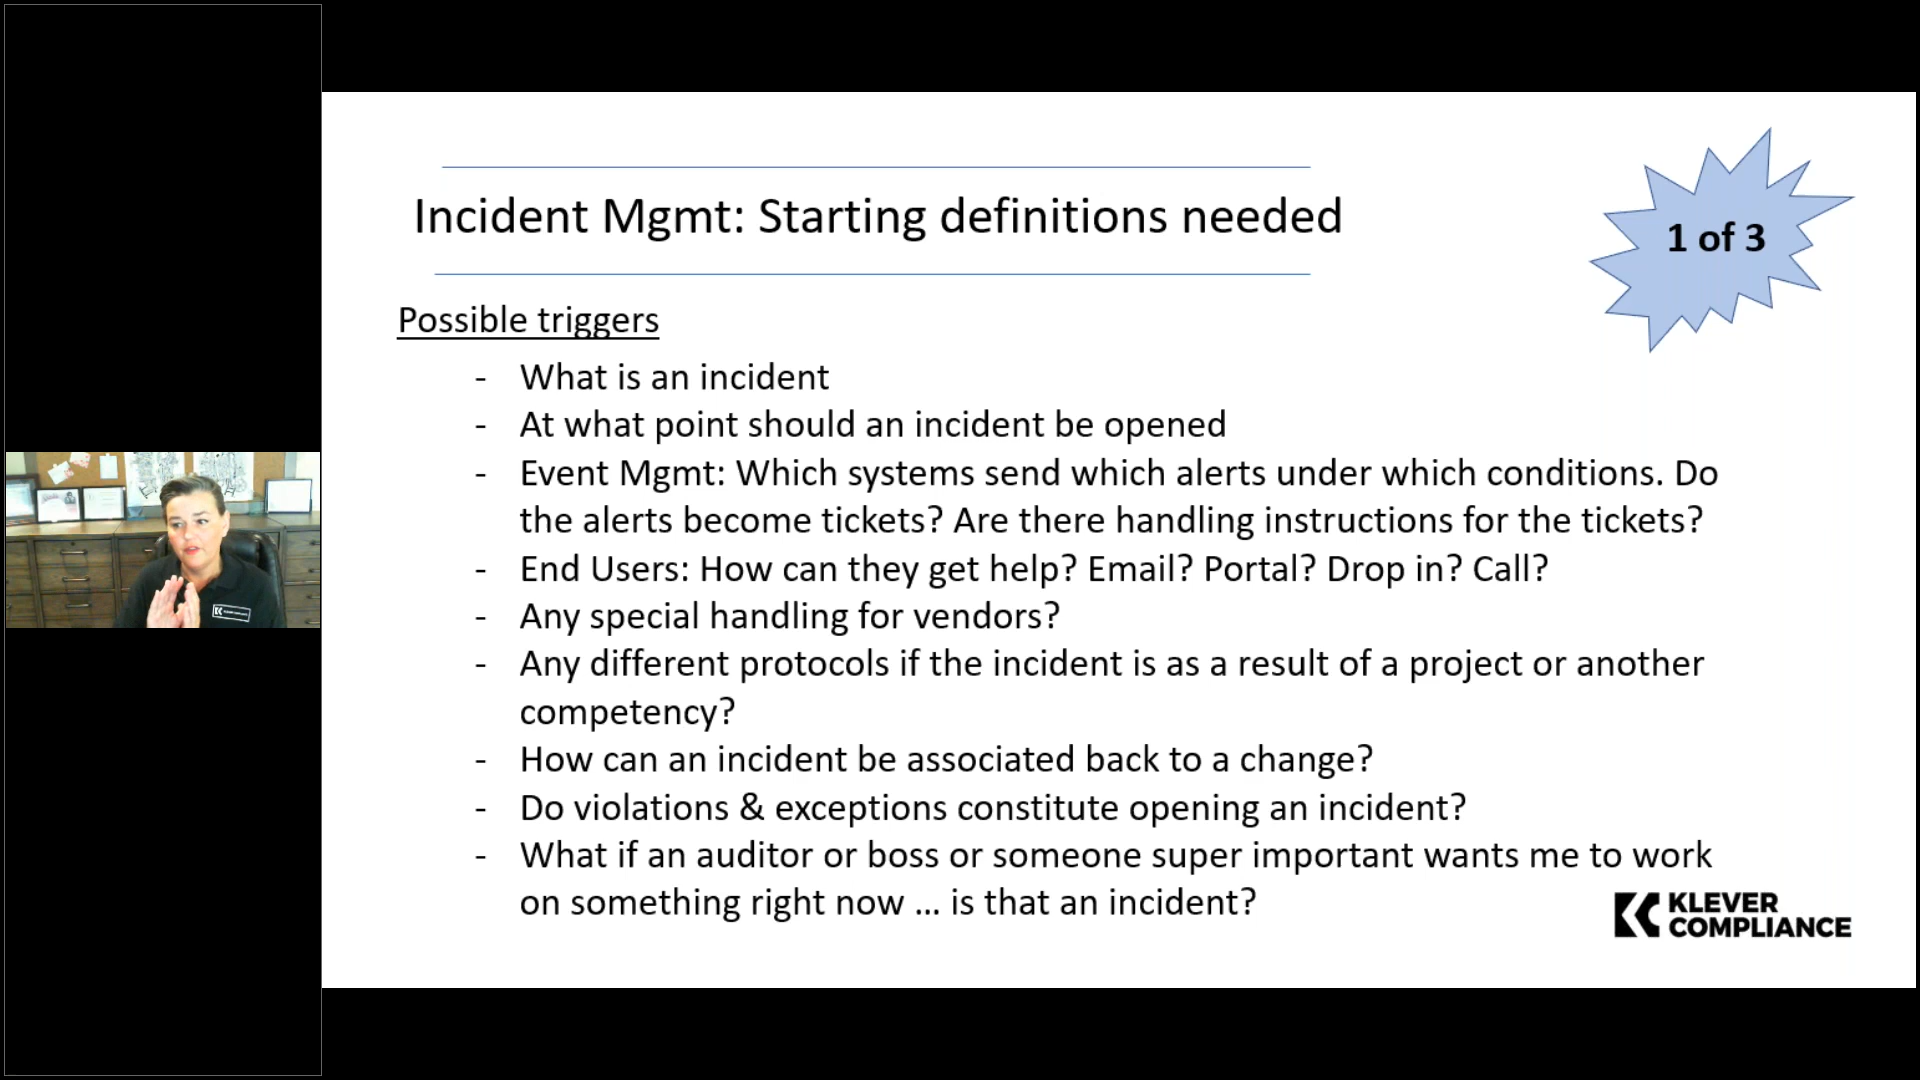 Incident Mgmt: Starting definitions needed
1 of 3
Possible triggers
- What is an incident
- At what point should an incident be opened
- Event Mgmt: Which systems send which alerts under which conditions. Do
the alerts become tickets? Are there handling instructions for the tickets?
- End Users: How can they get help? Email? Portal? Drop in? Call?
- Any special handling for vendors?
- Any different protocols if the incident is as a result of a project or another
competency?
- How can an incident be associated back to a change?
- Do violations & exceptions constitute opening an incident?
- What if an auditor or boss or someone super important wants me to work
on something right now ... is that an incident?
KLEVER
COMPLIANCE